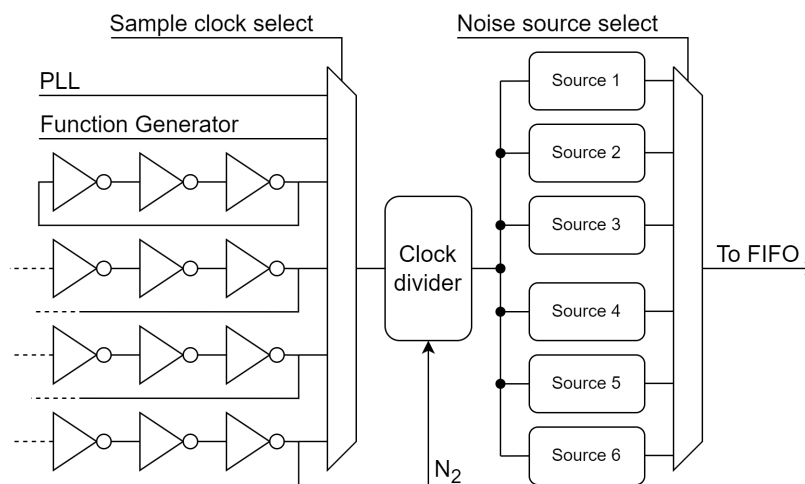 Sample clock select
Noise source select
PLL
Function Generator
Clock
divider
N2
Source 1
Source 2
Source 3
Source 4
Source 5
Source 6
To FIFO